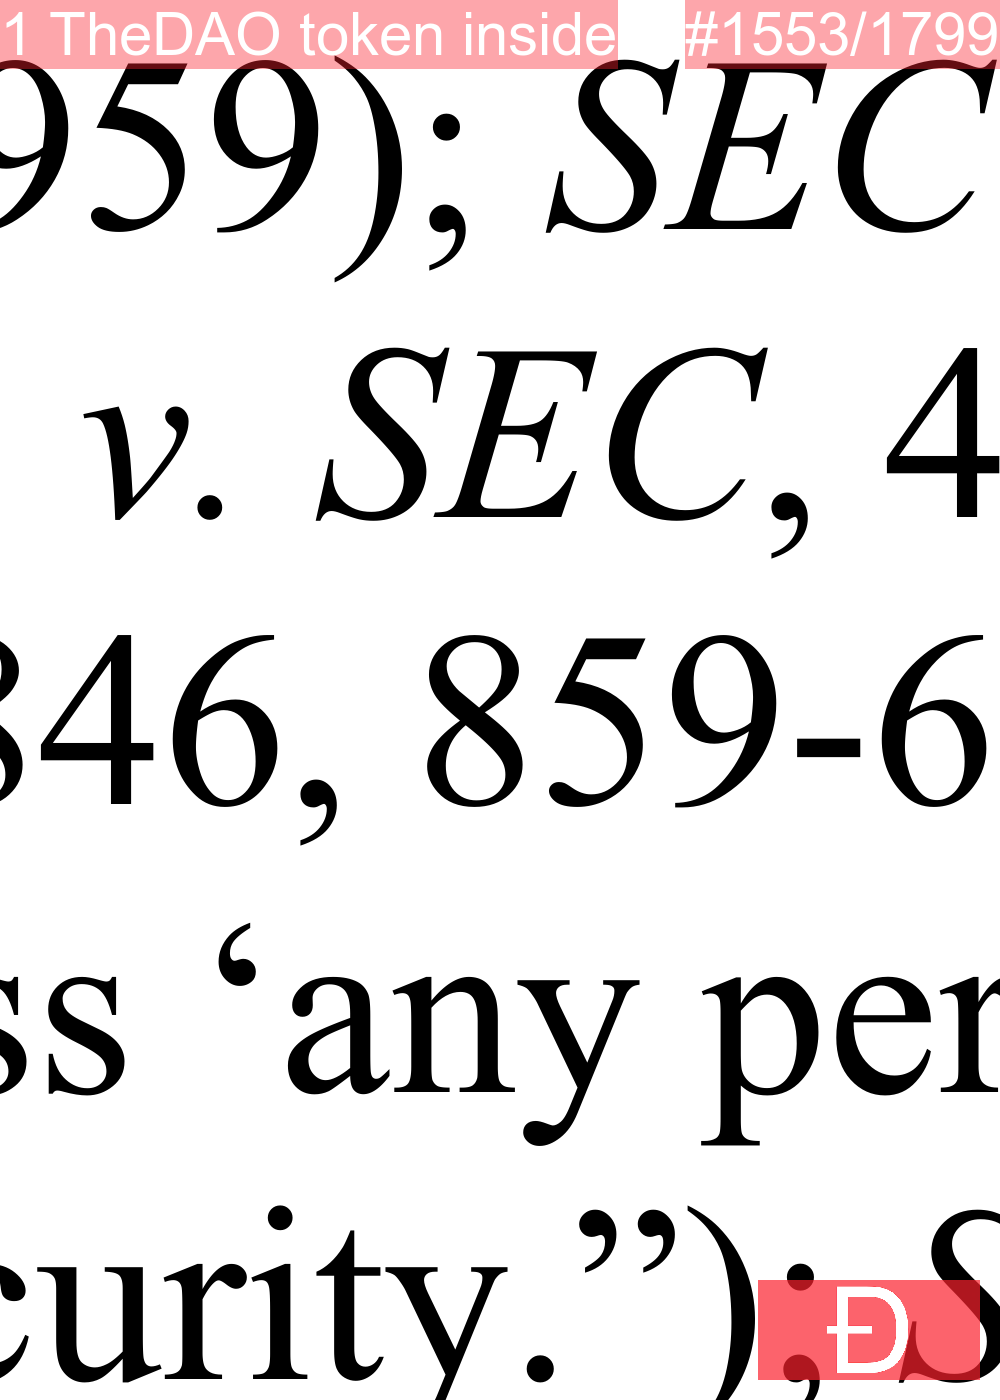 1 TheDAO token inside #1553/1799
959); SEC
v. SEC, 4
846, 859-6
ss ‘any per
curity.”); S
Đ